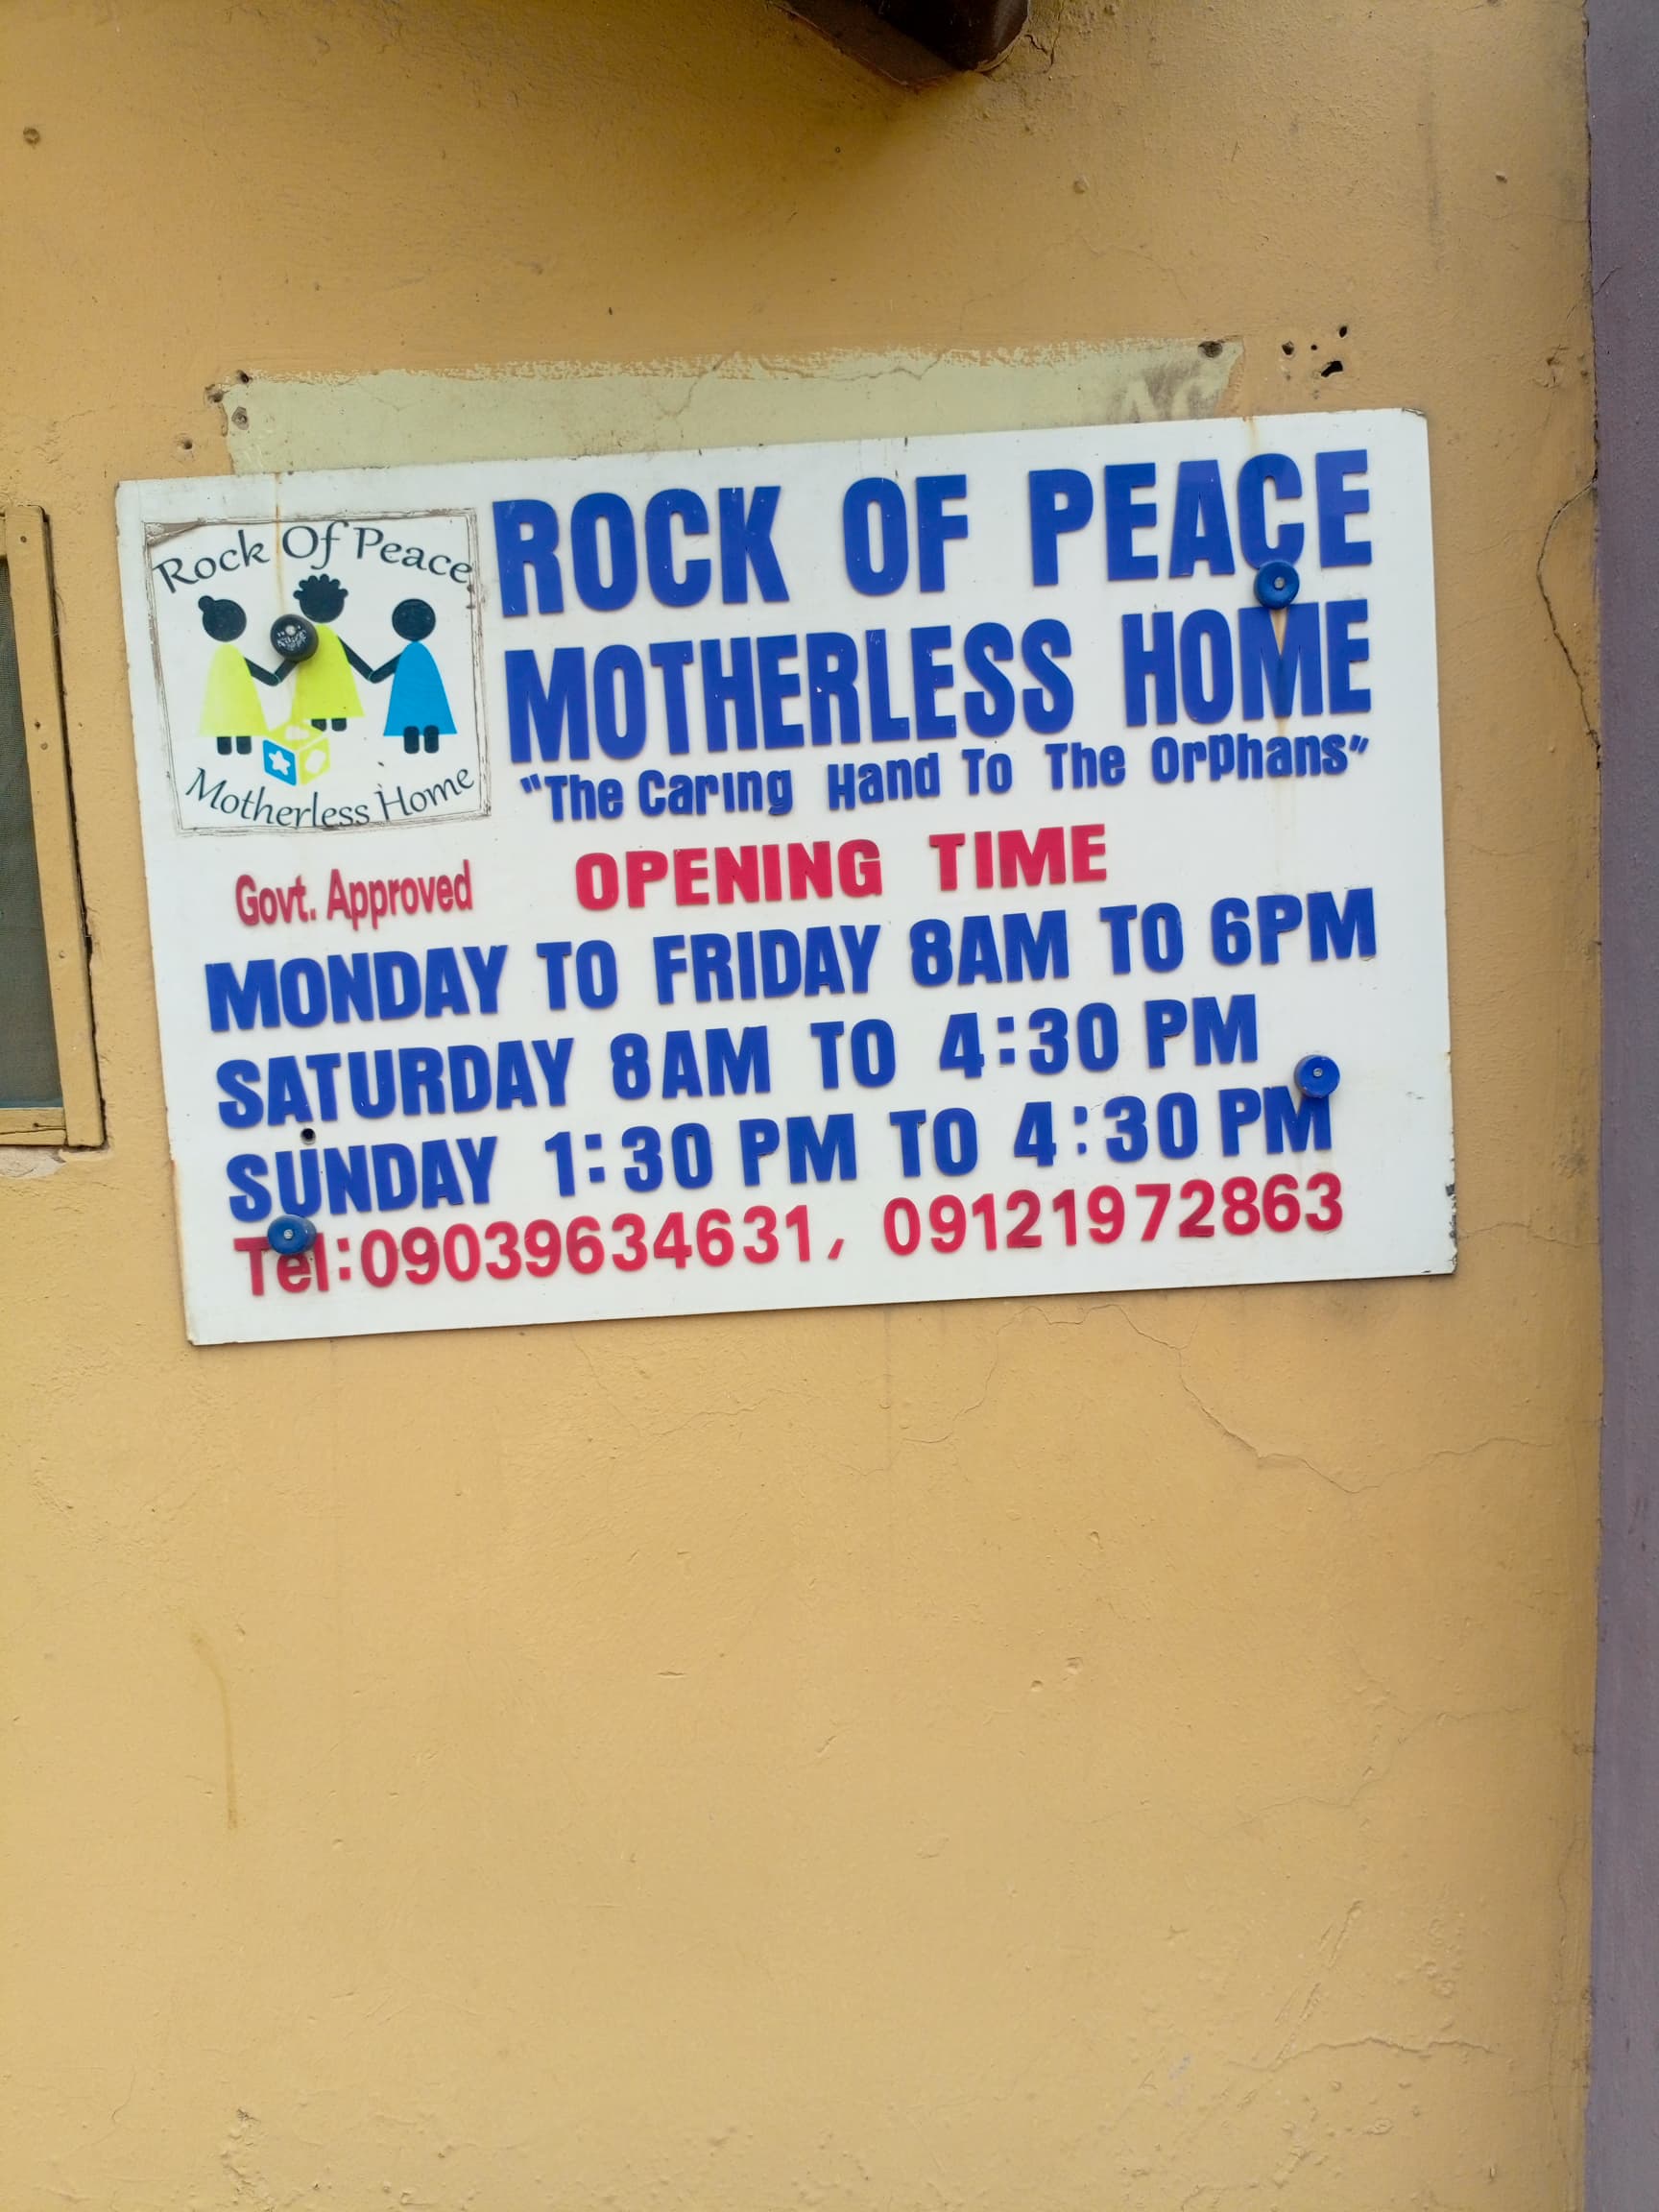 Rock Of Peace
Motherless Home
ROCK OF PEACE
MOTHERLESS HOME
"The Caring Hand To The Orphans"
Govt. Approved
OPENING TIME
MONDAY TO FRIDAY 8AM TO 6PM
SATURDAY 8AM TO 4:30 PM
SUNDAY 1:30 PM TO 4:30 PM
Tel:09039634631, 09121972863